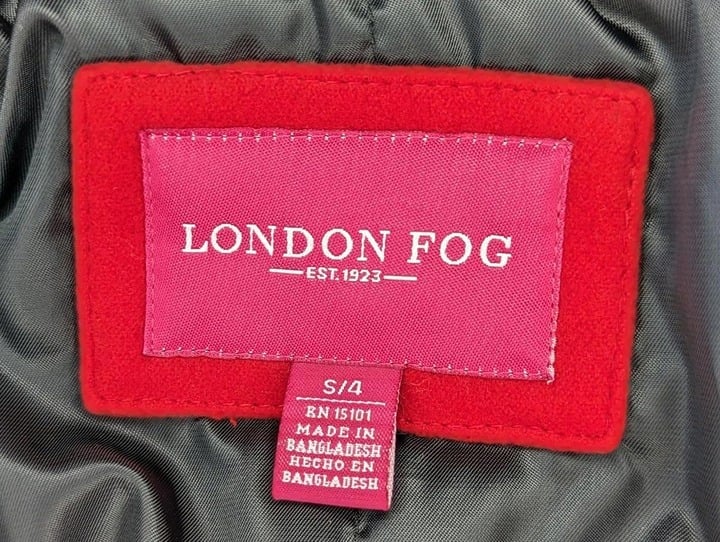 LONDON FOG
EST. 1923
S/4
RN 15101
MADE IN
BANGLADESH
HECHO EN
BANGLADESH